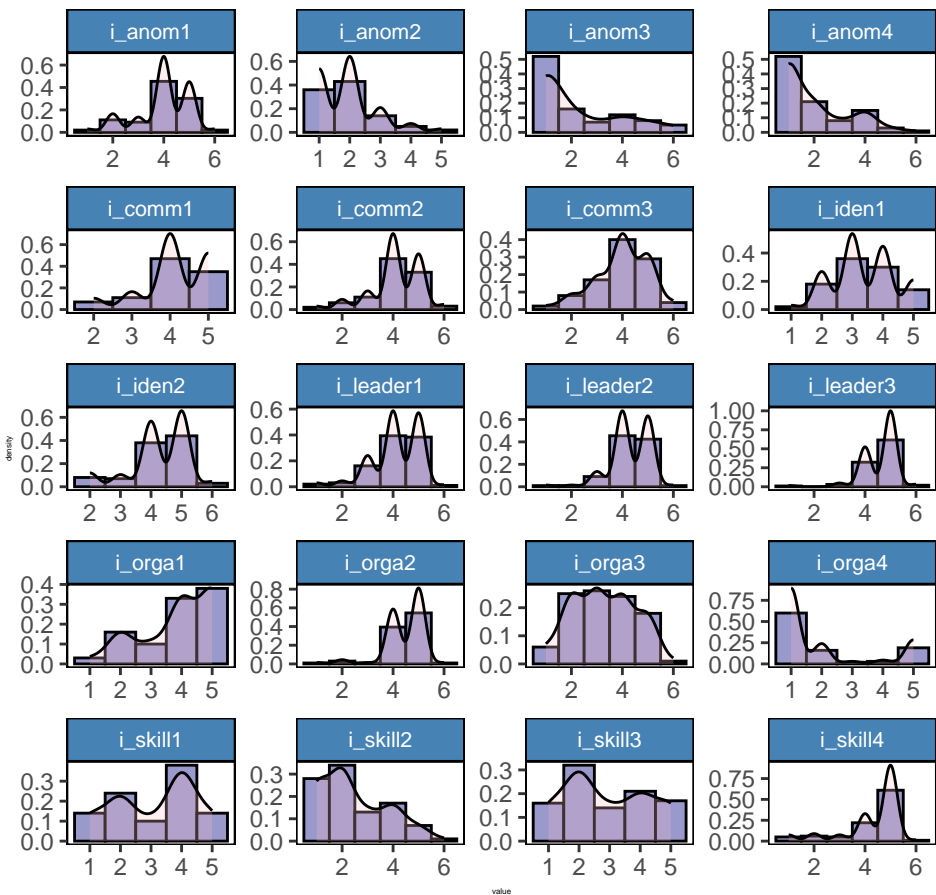 i_anom1 i_anom2 i_anom3 i_anom4
0.6 0.6 0.5 0.5
0.4 0.4 0.4 0.4
0.3 0.3
0.2 0.2 0.2 0.2
0.1 0.1
0.0 0.0 0.0 0.0
2 4 6 1 2 3 4 5 2 4 6 2 4 6
i_comm1 i_comm2 i_comm3 i_iden1
0.6 0.6 0.4 0.4
0.4 0.4 0.3
0.2 0.2 0.2 0.2
0.1
0.0 0.0 0.0 0.0
2 3 4 5 2 4 6 2 4 6 1 2 3 4 5
i_iden2 i_leader1 i_leader2 i_leader3
0.6 0.6 0.6 1.00
0.4 0.4 0.4 0.75
0.50
0.2 0.2 0.2 0.25
0.0 0.0 0.0 0.00
2 3 4 5 6 2 4 6 2 4 6 2 4 6
density
i_orga1 i_orga2 i_orga3 i_orga4
0.4 0.8 0.2 0.75
0.3 0.6 0.50
0.2 0.4 0.1 0.25
0.1 0.2
0.0 0.0 0.0 0.00
1 2 3 4 5 2 4 6 2 4 6 1 2 3 4 5
i_skill1 i_skill2 i_skill3 i_skill4
0.3 0.3 0.3 0.75
0.2 0.2 0.2 0.50
0.1 0.1 0.1 0.25
0.0 0.0 0.0 0.00
1 2 3 4 5 2 4 6 1 2 3 4 5 2 4 6
value